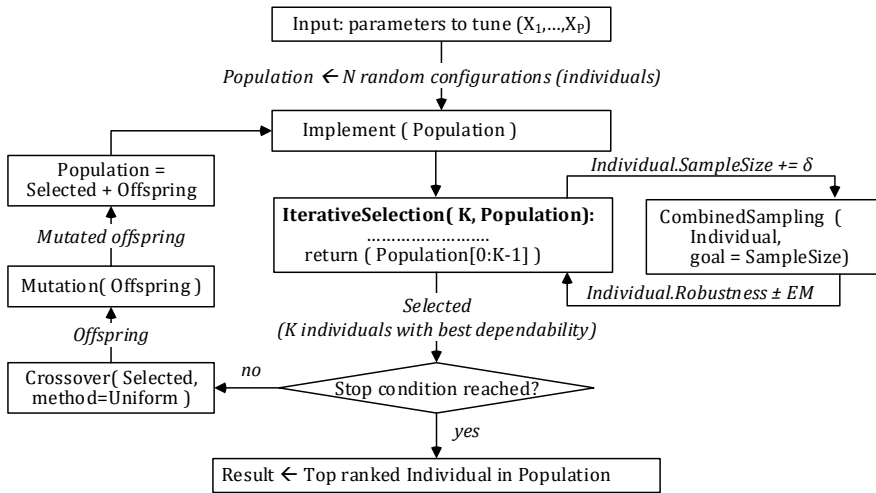 Input: parameters to tune (X1,...,XP)
Population ← N random configurations (individuals)
Implement ( Population )
Population =
Selected + Offspring
Individual.SampleSize += δ
IterativeSelection( K, Population):
........................
return ( Population[0:K-1] )
CombinedSampling (
Individual,
goal = SampleSize)
Individual.Robustness ± EM
Mutated offspring
Mutation( Offspring )
Offspring
Selected
(K individuals with best dependability)
Crossover( Selected,
method=Uniform )
no
Stop condition reached?
yes
Result ← Top ranked Individual in Population